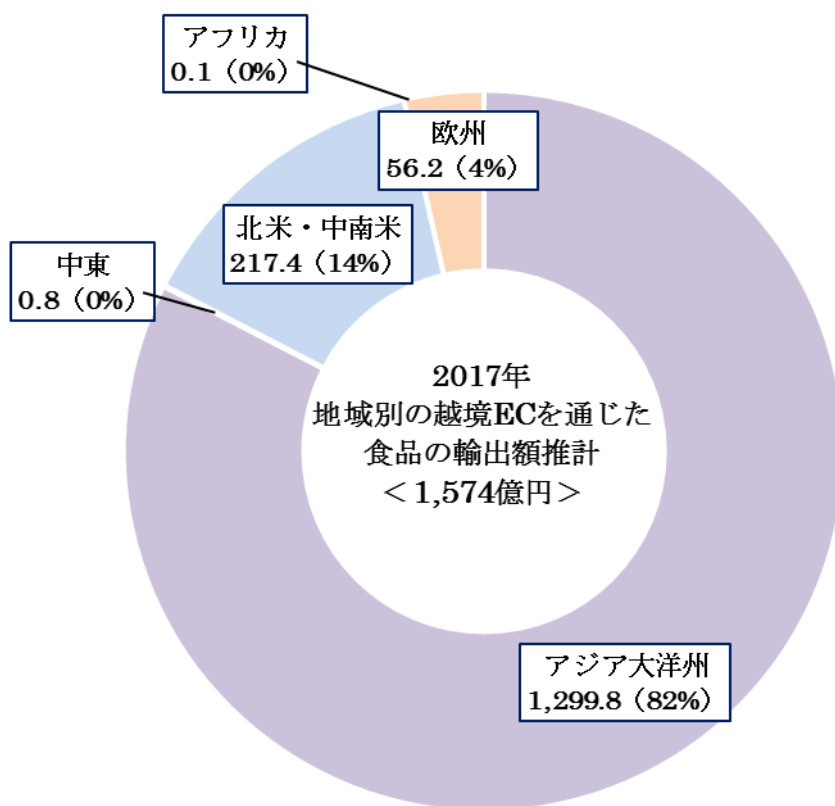 アフリカ
0.1（0%）
欧州
56.2（4%）
北米・中南米
217.4（14%）
中東
0.8（0%）
2017年
地域別の越境ECを通じた
食品の輸出額推計
＜1,574億円＞
アジア大洋州
1,299.8（82%）